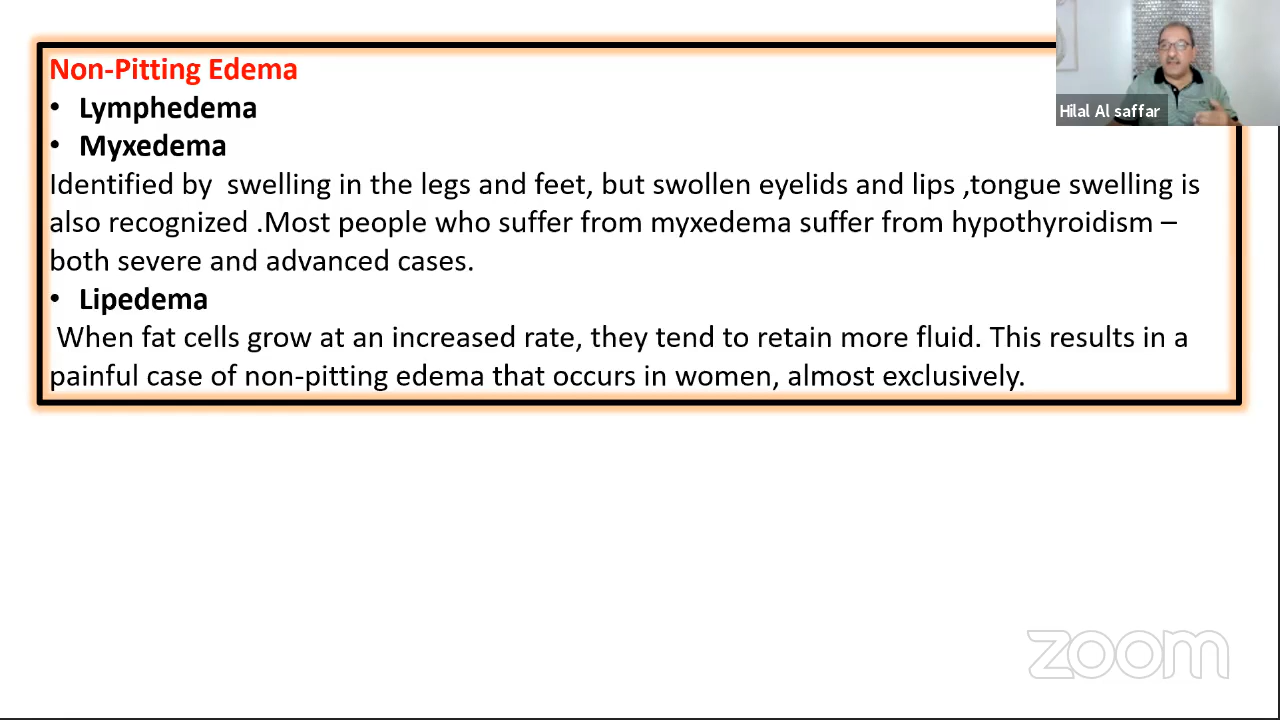 Non-Pitting Edema
• Lymphedema
• Myxedema
Identified by  swelling in the legs and feet, but swollen eyelids and lips ,tongue swelling is
also recognized .Most people who suffer from myxedema suffer from hypothyroidism –
both severe and advanced cases.
• Lipedema
When fat cells grow at an increased rate, they tend to retain more fluid. This results in a
painful case of non-pitting edema that occurs in women, almost exclusively.
Hilal Al saffar
zoom